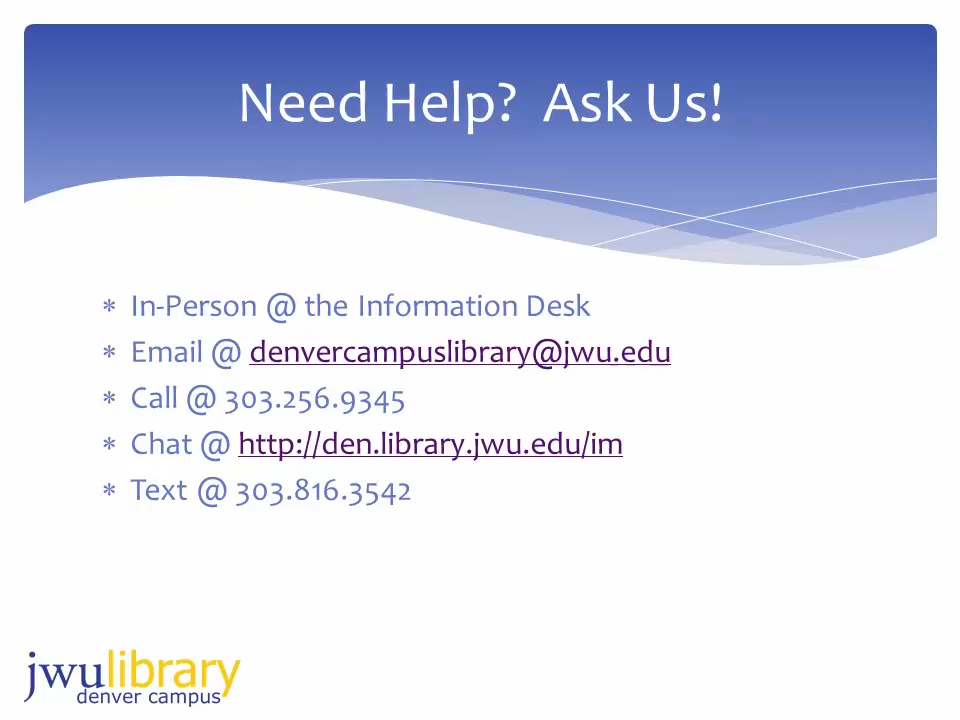 Need Help? Ask Us!
* In-Person @ the Information Desk
* Email @ denvercampuslibrary@jwu.edu
* Call @ 303.256.9345
* Chat @ http://den.library.jwu.edu/im
* Text @ 303.816.3542
jwulibrary
denver campus